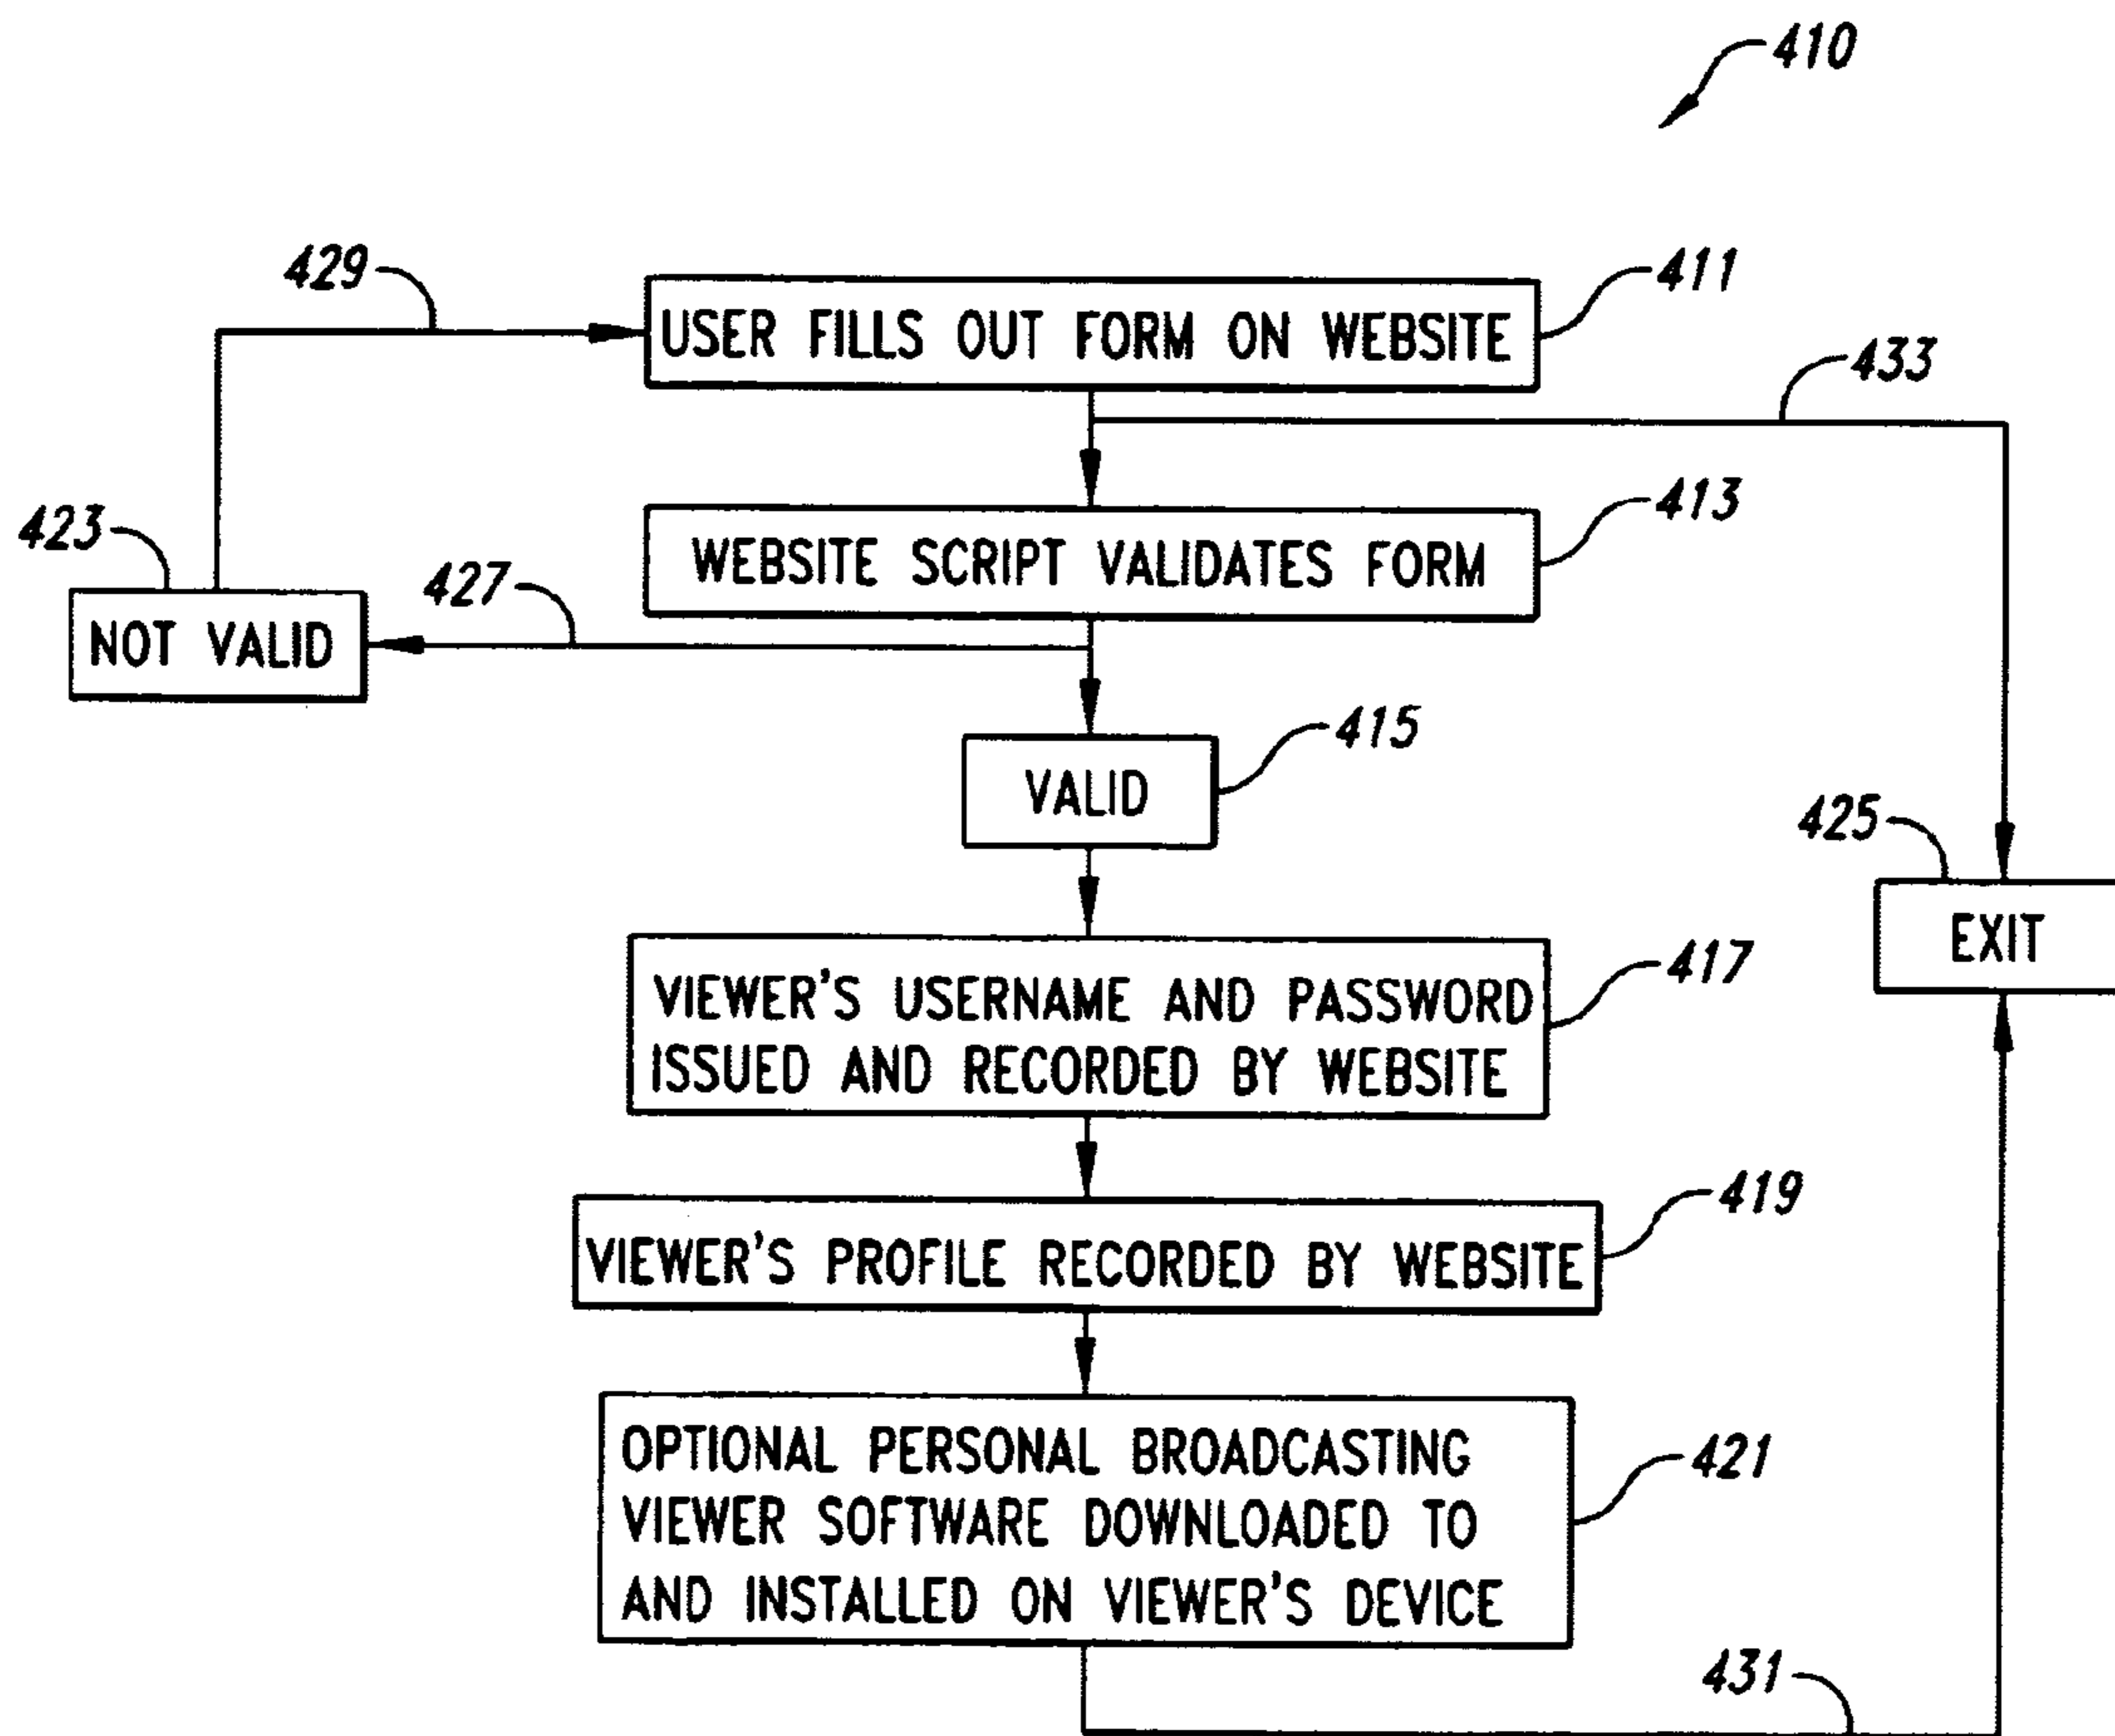 410
429
USER FILLS OUT FORM ON WEBSITE
411
433
423
427
WEBSITE SCRIPT VALIDATES FORM
413
NOT VALID
VALID
415
425
EXIT
VIEWER'S USERNAME AND PASSWORD
ISSUED AND RECORDED BY WEBSITE
417
VIEWER'S PROFILE RECORDED BY WEBSITE
419
OPTIONAL PERSONAL BROADCASTING
VIEWER SOFTWARE DOWNLOADED TO
AND INSTALLED ON VIEWER'S DEVICE
421
431